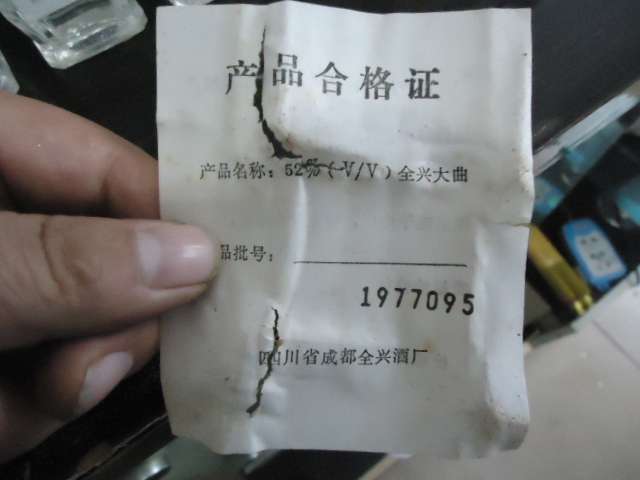 产品合格证
产品名称：52%（V/V）全兴大曲
品批号：
1977095
四川省成都全兴酒厂